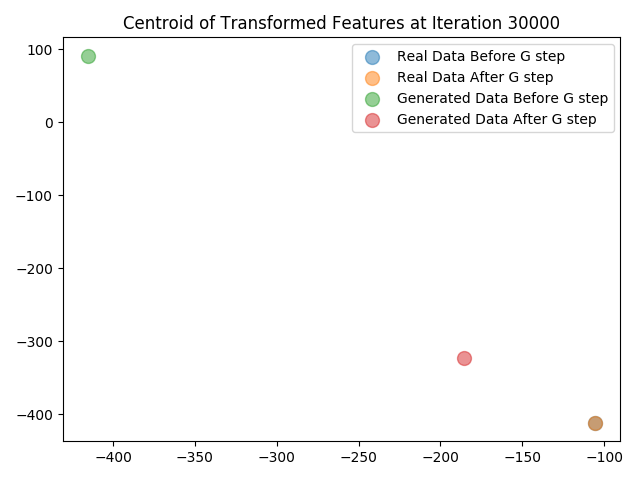 Centroid of Transformed Features at Iteration 30000
Real Data Before G step
Real Data After G step
Generated Data Before G step
Generated Data After G step
100
0
−100
−200
−300
−400
−400
−350
−300
−250
−200
−150
−100